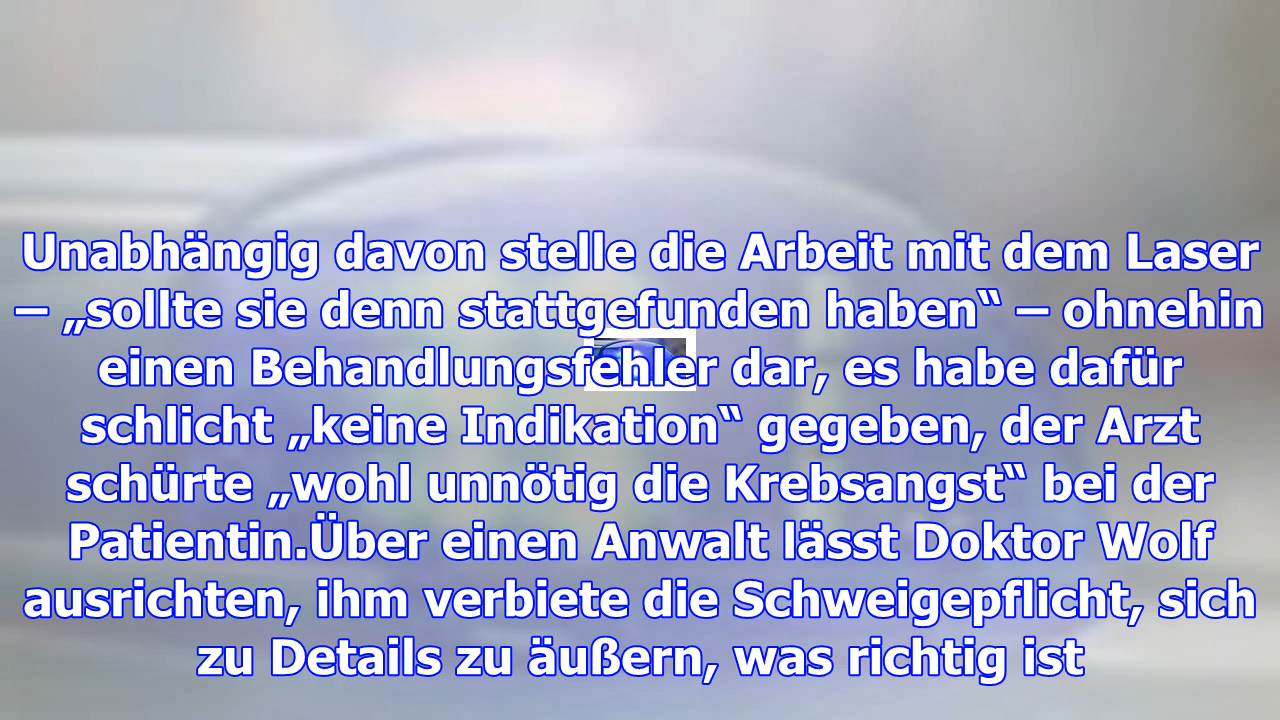 Unabhängig davon stelle die Arbeit mit dem Laser
– „sollte sie denn stattgefunden haben“ – ohnehin
einen Behandlungsfehler dar, es habe dafür
schlicht „keine Indikation“ gegeben, der Arzt
schürte „wohl unnötig die Krebsangst“ bei der
Patientin.Über einen Anwalt lässt Doktor Wolf
ausrichten, ihm verbiete die Schweigepflicht, sich
zu Details zu äußern, was richtig ist